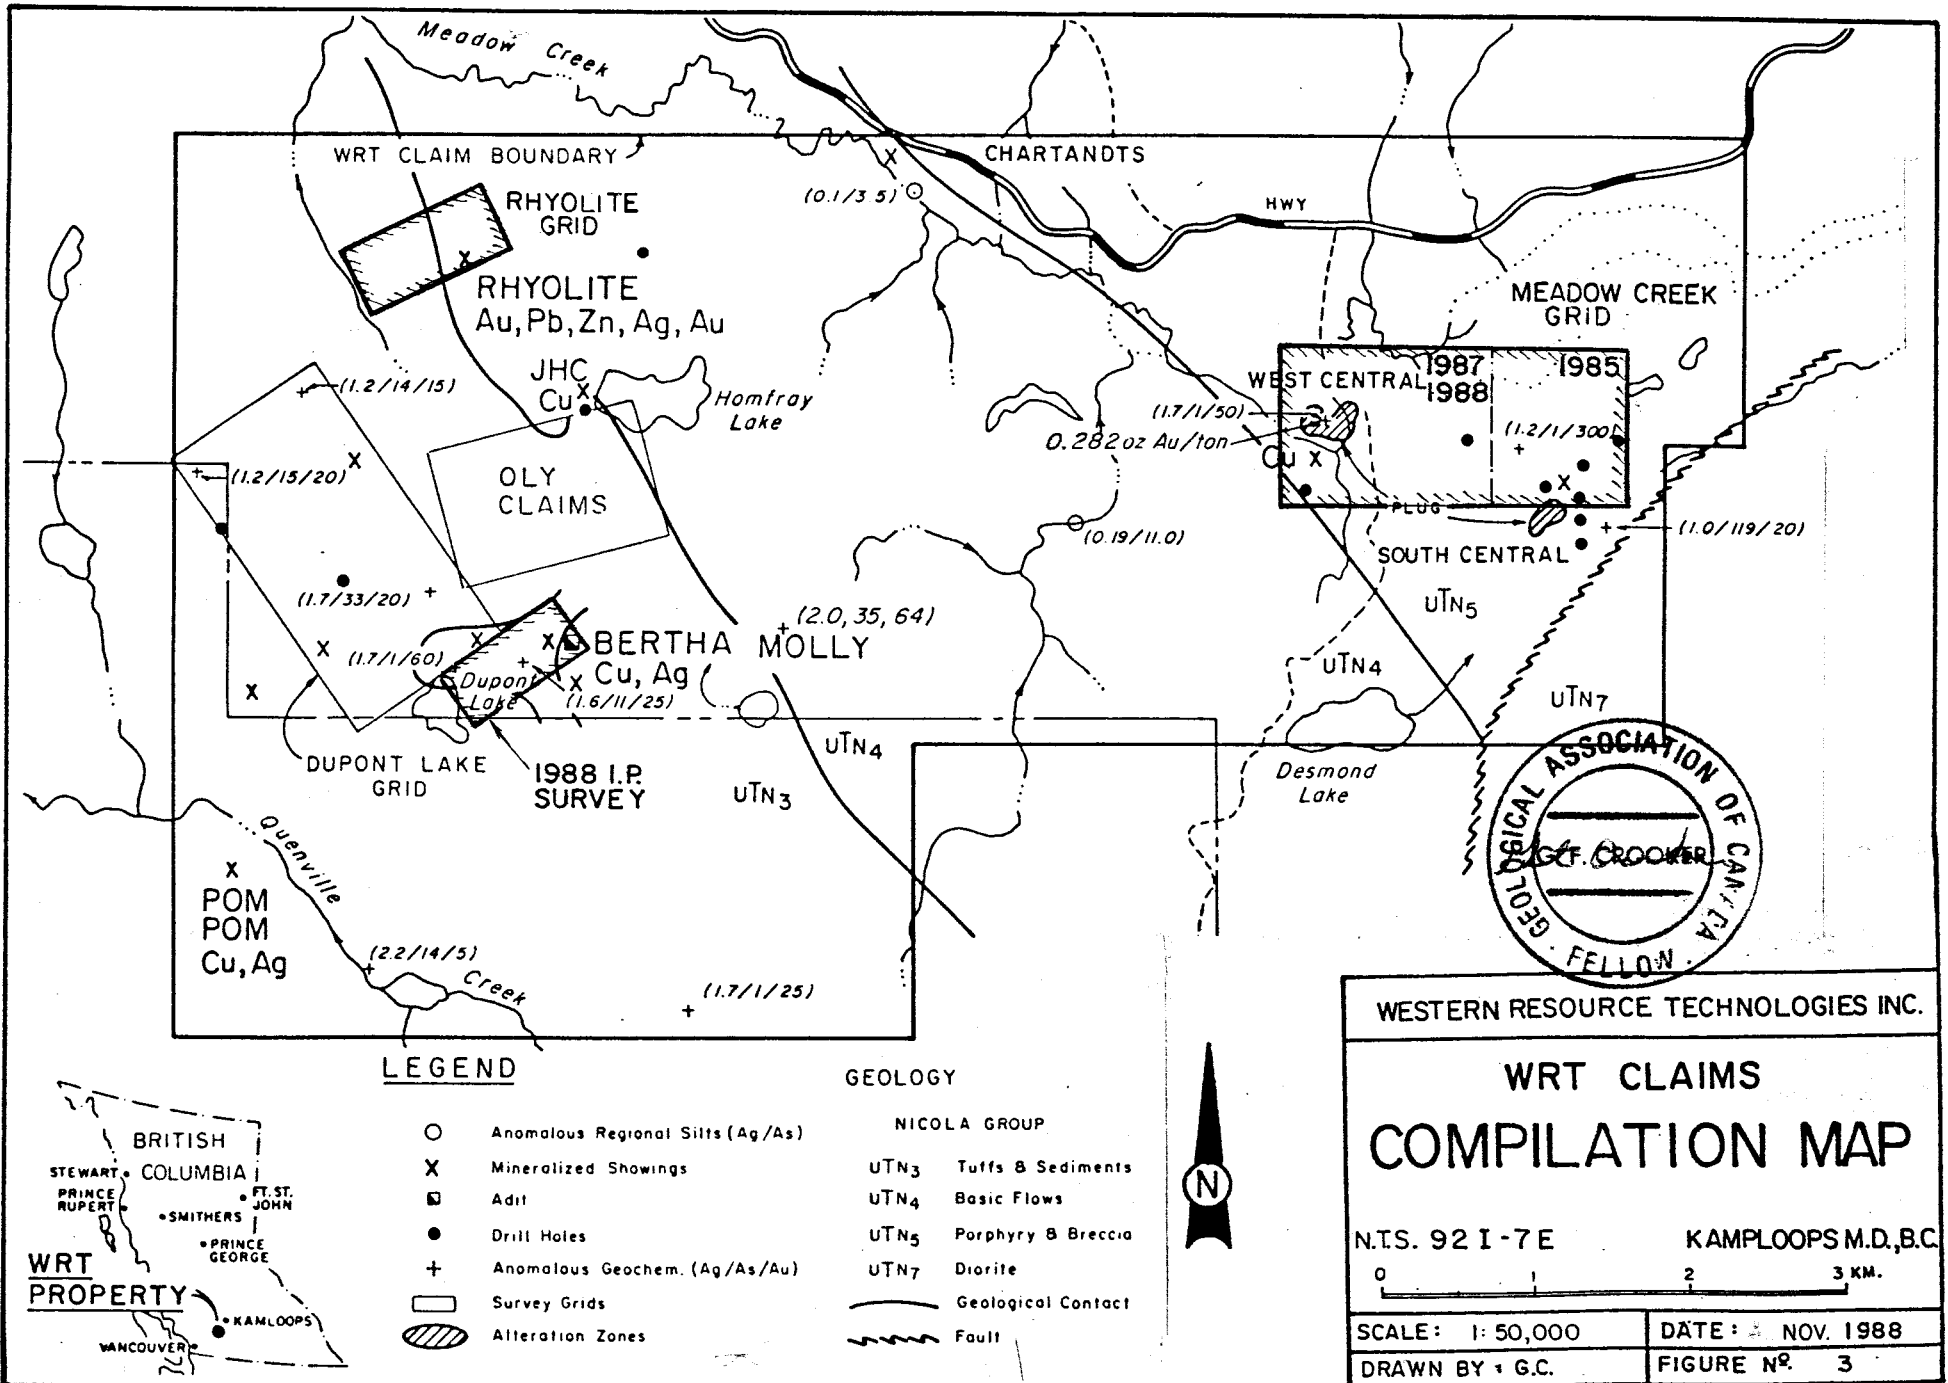 Meadow Creek
WRT CLAIM BOUNDARY
CHARTANDTS
HWY
(0.1/3.5)
RHYOLITE
GRID
RHYOLITE
Au, Pb, Zn, Ag, Au
MEADOW CREEK
GRID
JHC
Cu
Homfray
Lake
(1.2/14/15)
WEST CENTRAL
1987
1988
1985
(1.7/1/50)
0.282 oz Au/ton
(1.2/1/300)
Cu
OLY
CLAIMS
(1.2/15/20)
PLUG
(0.19/11.0)
(1.0/119/20)
SOUTH CENTRAL
UTN5
(1.7/33/20)
(2.0, 35, 64)
BERTHA MOLLY
Cu, Ag
(1.7/1/60)
Dupont
Lake
(1.6/11/25)
UTN4
UTN7
DUPONT LAKE
GRID
1988 I.P.
SURVEY
UTN4
UTN3
Desmond
Lake
Quenville
Creek
POM
POM
Cu, Ag
(2.2/14/5)
(1.7/1/25)
GEOLOGICAL ASSOCIATION OF CANADA
G.F. CROOKER
FELLOW
LEGEND
Anomalous Regional Silts (Ag/As)
X Mineralized Showings
Adit
Drill Holes
+ Anomalous Geochem. (Ag/As/Au)
Survey Grids
Alteration Zones
GEOLOGY
NICOLA GROUP
UTN3 Tuffs & Sediments
UTN4 Basic Flows
UTN5 Porphyry & Breccia
UTN7 Diorite
Geological Contact
Fault
N
BRITISH
COLUMBIA
STEWART
PRINCE
RUPERT
FT. ST.
JOHN
SMITHERS
PRINCE
GEORGE
WRT
PROPERTY
KAMLOOPS
VANCOUVER
WESTERN RESOURCE TECHNOLOGIES INC.
WRT CLAIMS
COMPILATION MAP
N.T.S. 92 I-7E
KAMPLOOPS M.D., B.C.
0 1 2 3 KM.
SCALE: 1:50,000
DATE: NOV. 1988
DRAWN BY: G.C.
FIGURE Nº. 3